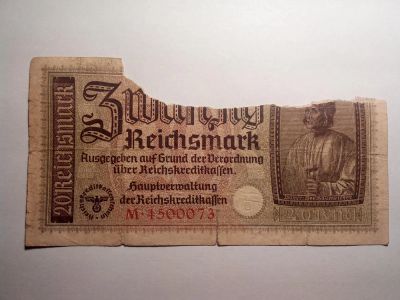 20 Reichsmark
Zwanzig
Reichsmark
Ausgegeben auf Grund der Verordnung
über Reichskreditkassen.
Hauptverwaltung
der Reichskreditkassen
M·4500073